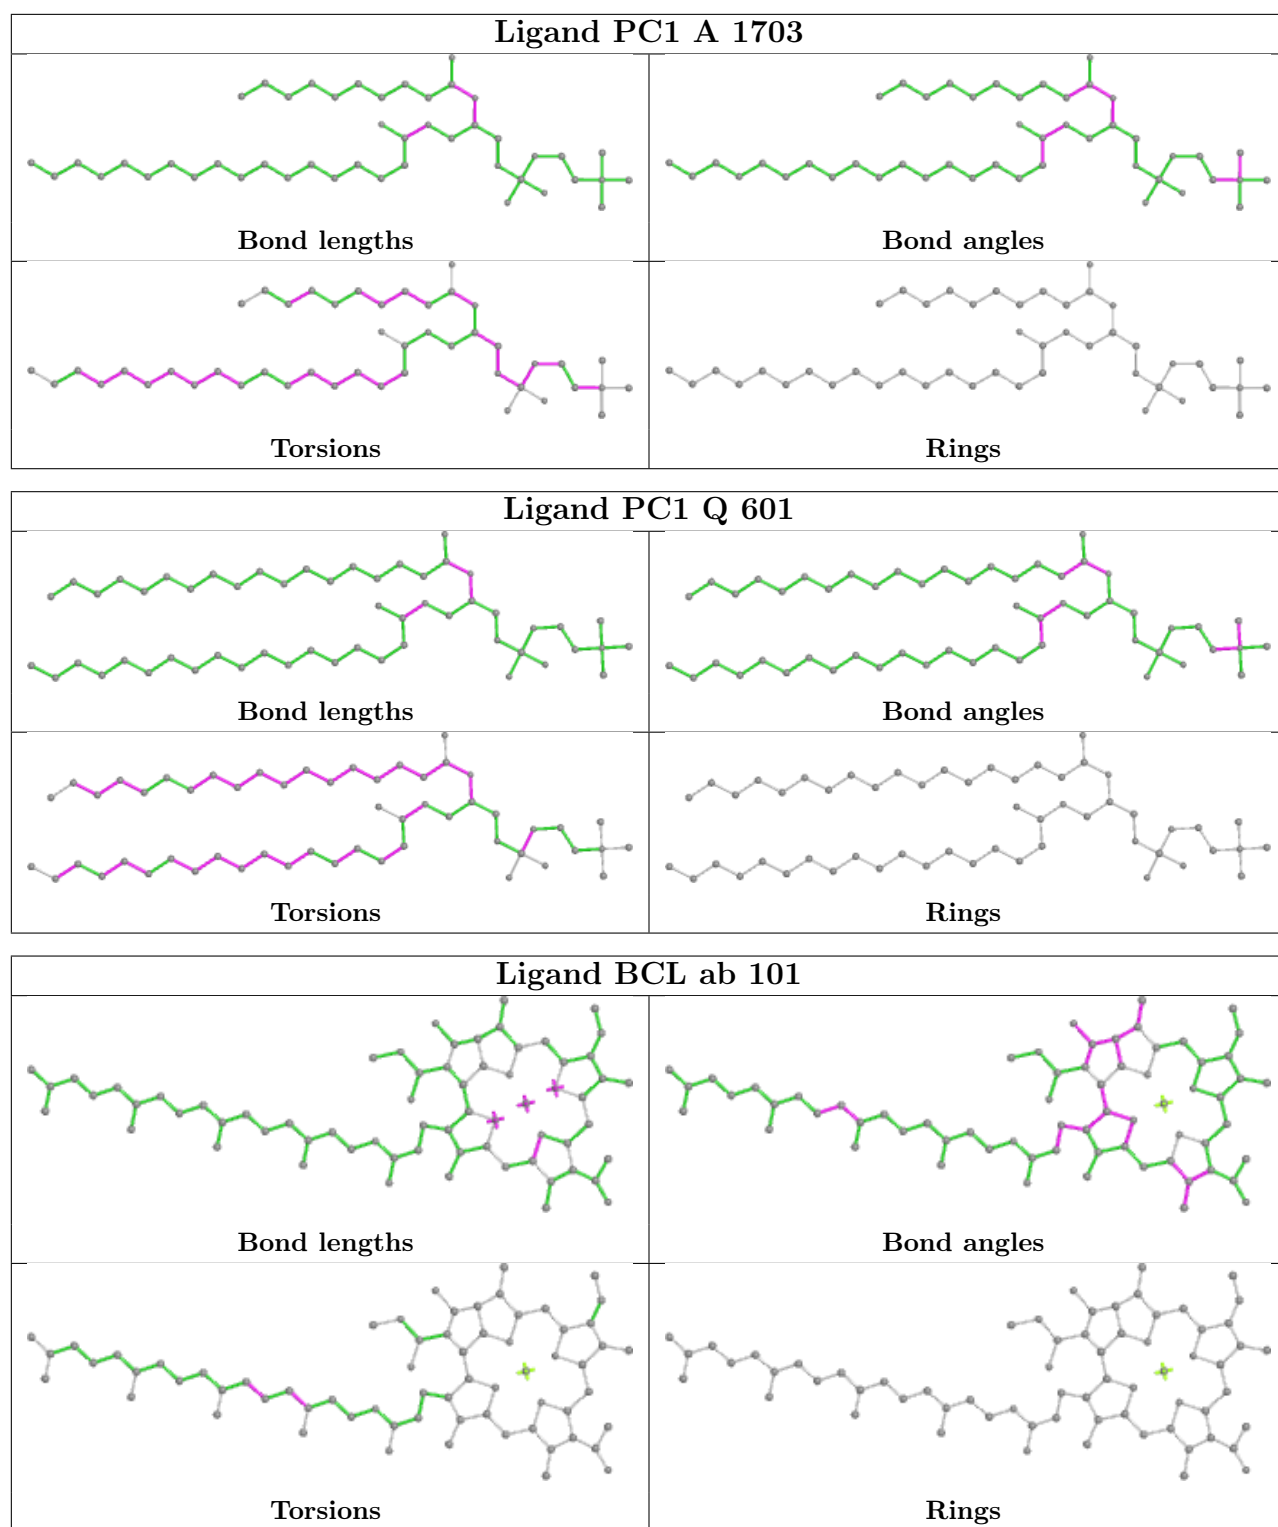 Ligand PC1 A 1703
Bond lengths
Bond angles
Torsions
Rings
Ligand PC1 Q 601
Bond lengths
Bond angles
Torsions
Rings
Ligand BCL ab 101
Bond lengths
Bond angles
Torsions
Rings